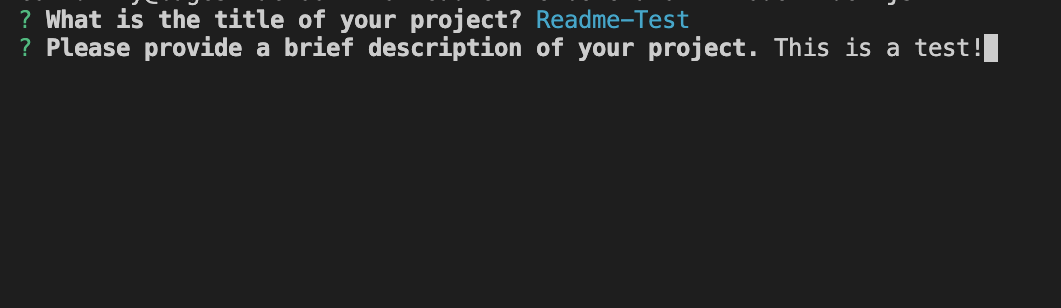 ? What is the title of your project? Readme-Test
? Please provide a brief description of your project. This is a test!